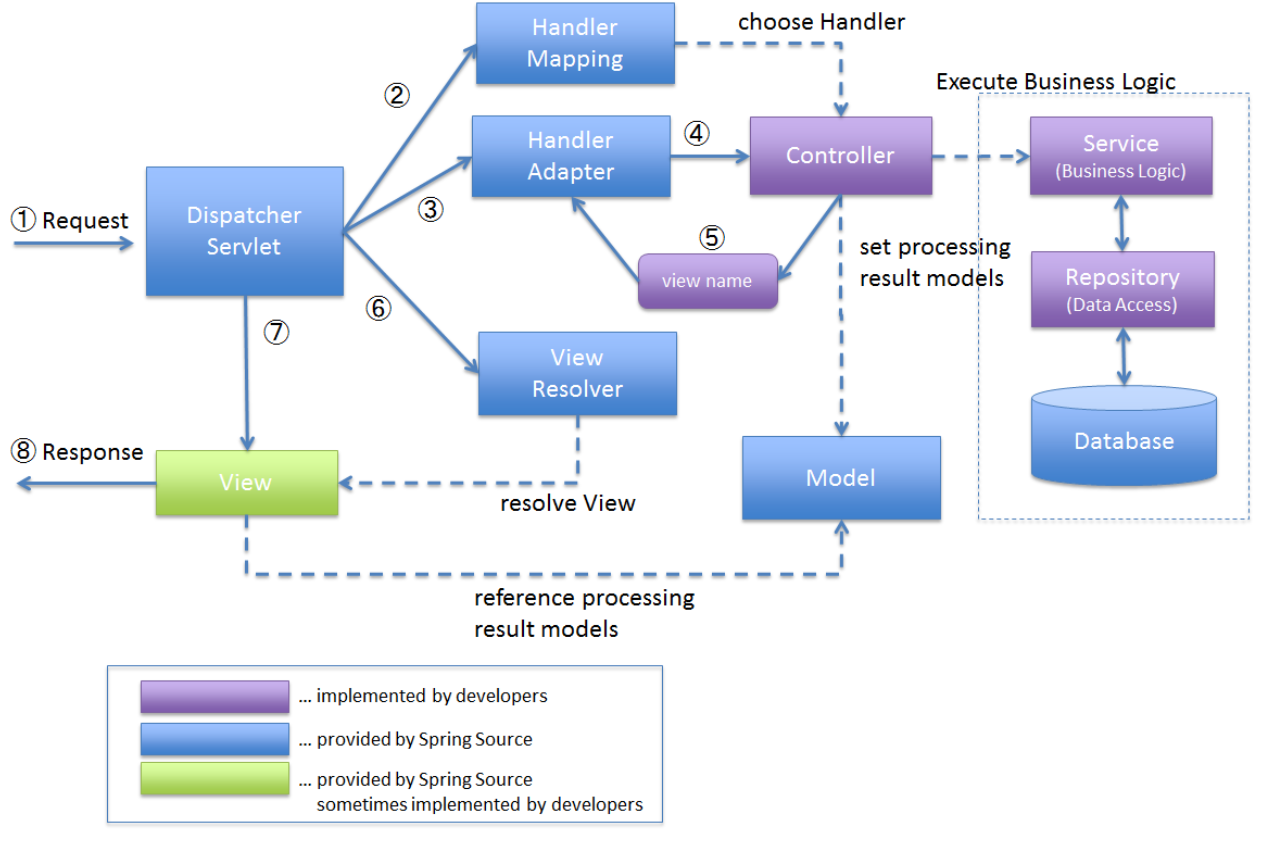 Handler
Mapping
choose Handler
②
Execute Business Logic
Handler
Adapter
④
Controller
Service
(Business Logic)
① Request
Dispatcher
Servlet
③
⑤
view name
set processing
result models
Repository
(Data Access)
⑥
⑦
View
Resolver
Database
⑧ Response
View
resolve View
Model
reference processing
result models
... implemented by developers
... provided by Spring Source
... provided by Spring Source
sometimes implemented by developers